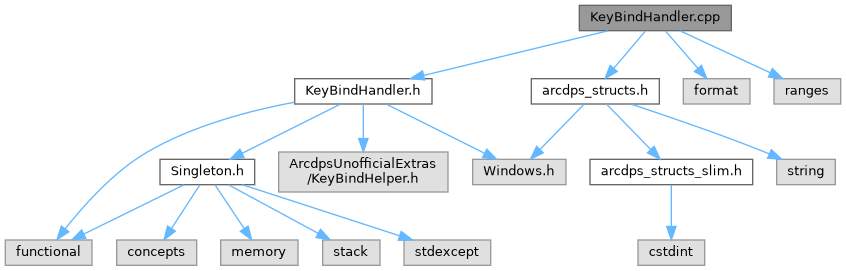 KeyBindHandler.cpp
KeyBindHandler.h
arcdps_structs.h
format
ranges
Singleton.h
ArcdpsUnofficialExtras
/KeyBindHelper.h
Windows.h
arcdps_structs_slim.h
string
functional
concepts
memory
stack
stdexcept
cstdint